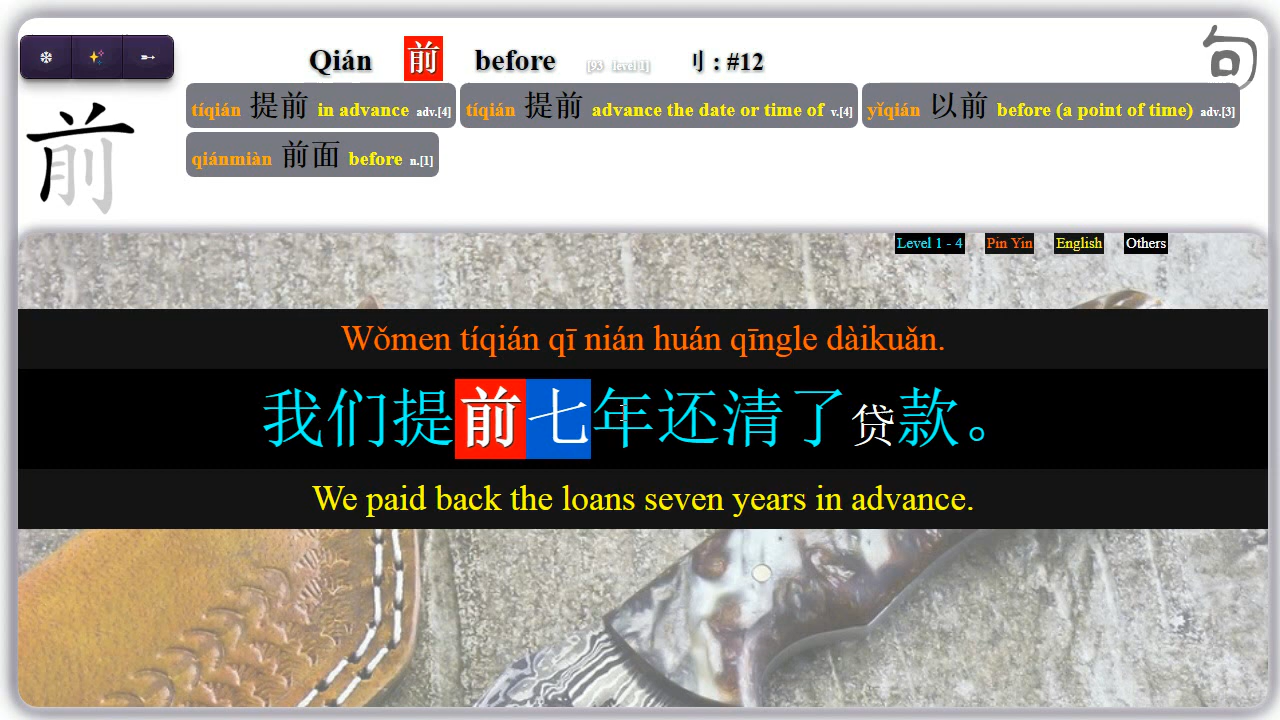 ❄ ✨ ➵
Qián 前 before [93 level 1] 刂 : #12
句
前
tíqián 提前 in advance adv.[4] tíqián 提前 advance the date or time of v.[4] yǐqián 以前 before (a point of time) adv.[3]
qiánmiàn 前面 before n.[1]
Level 1 - 4 Pin Yin English Others
Wǒmen tíqián qī nián huán qīngle dàikuǎn.
我们提前七年还清了贷款。
We paid back the loans seven years in advance.